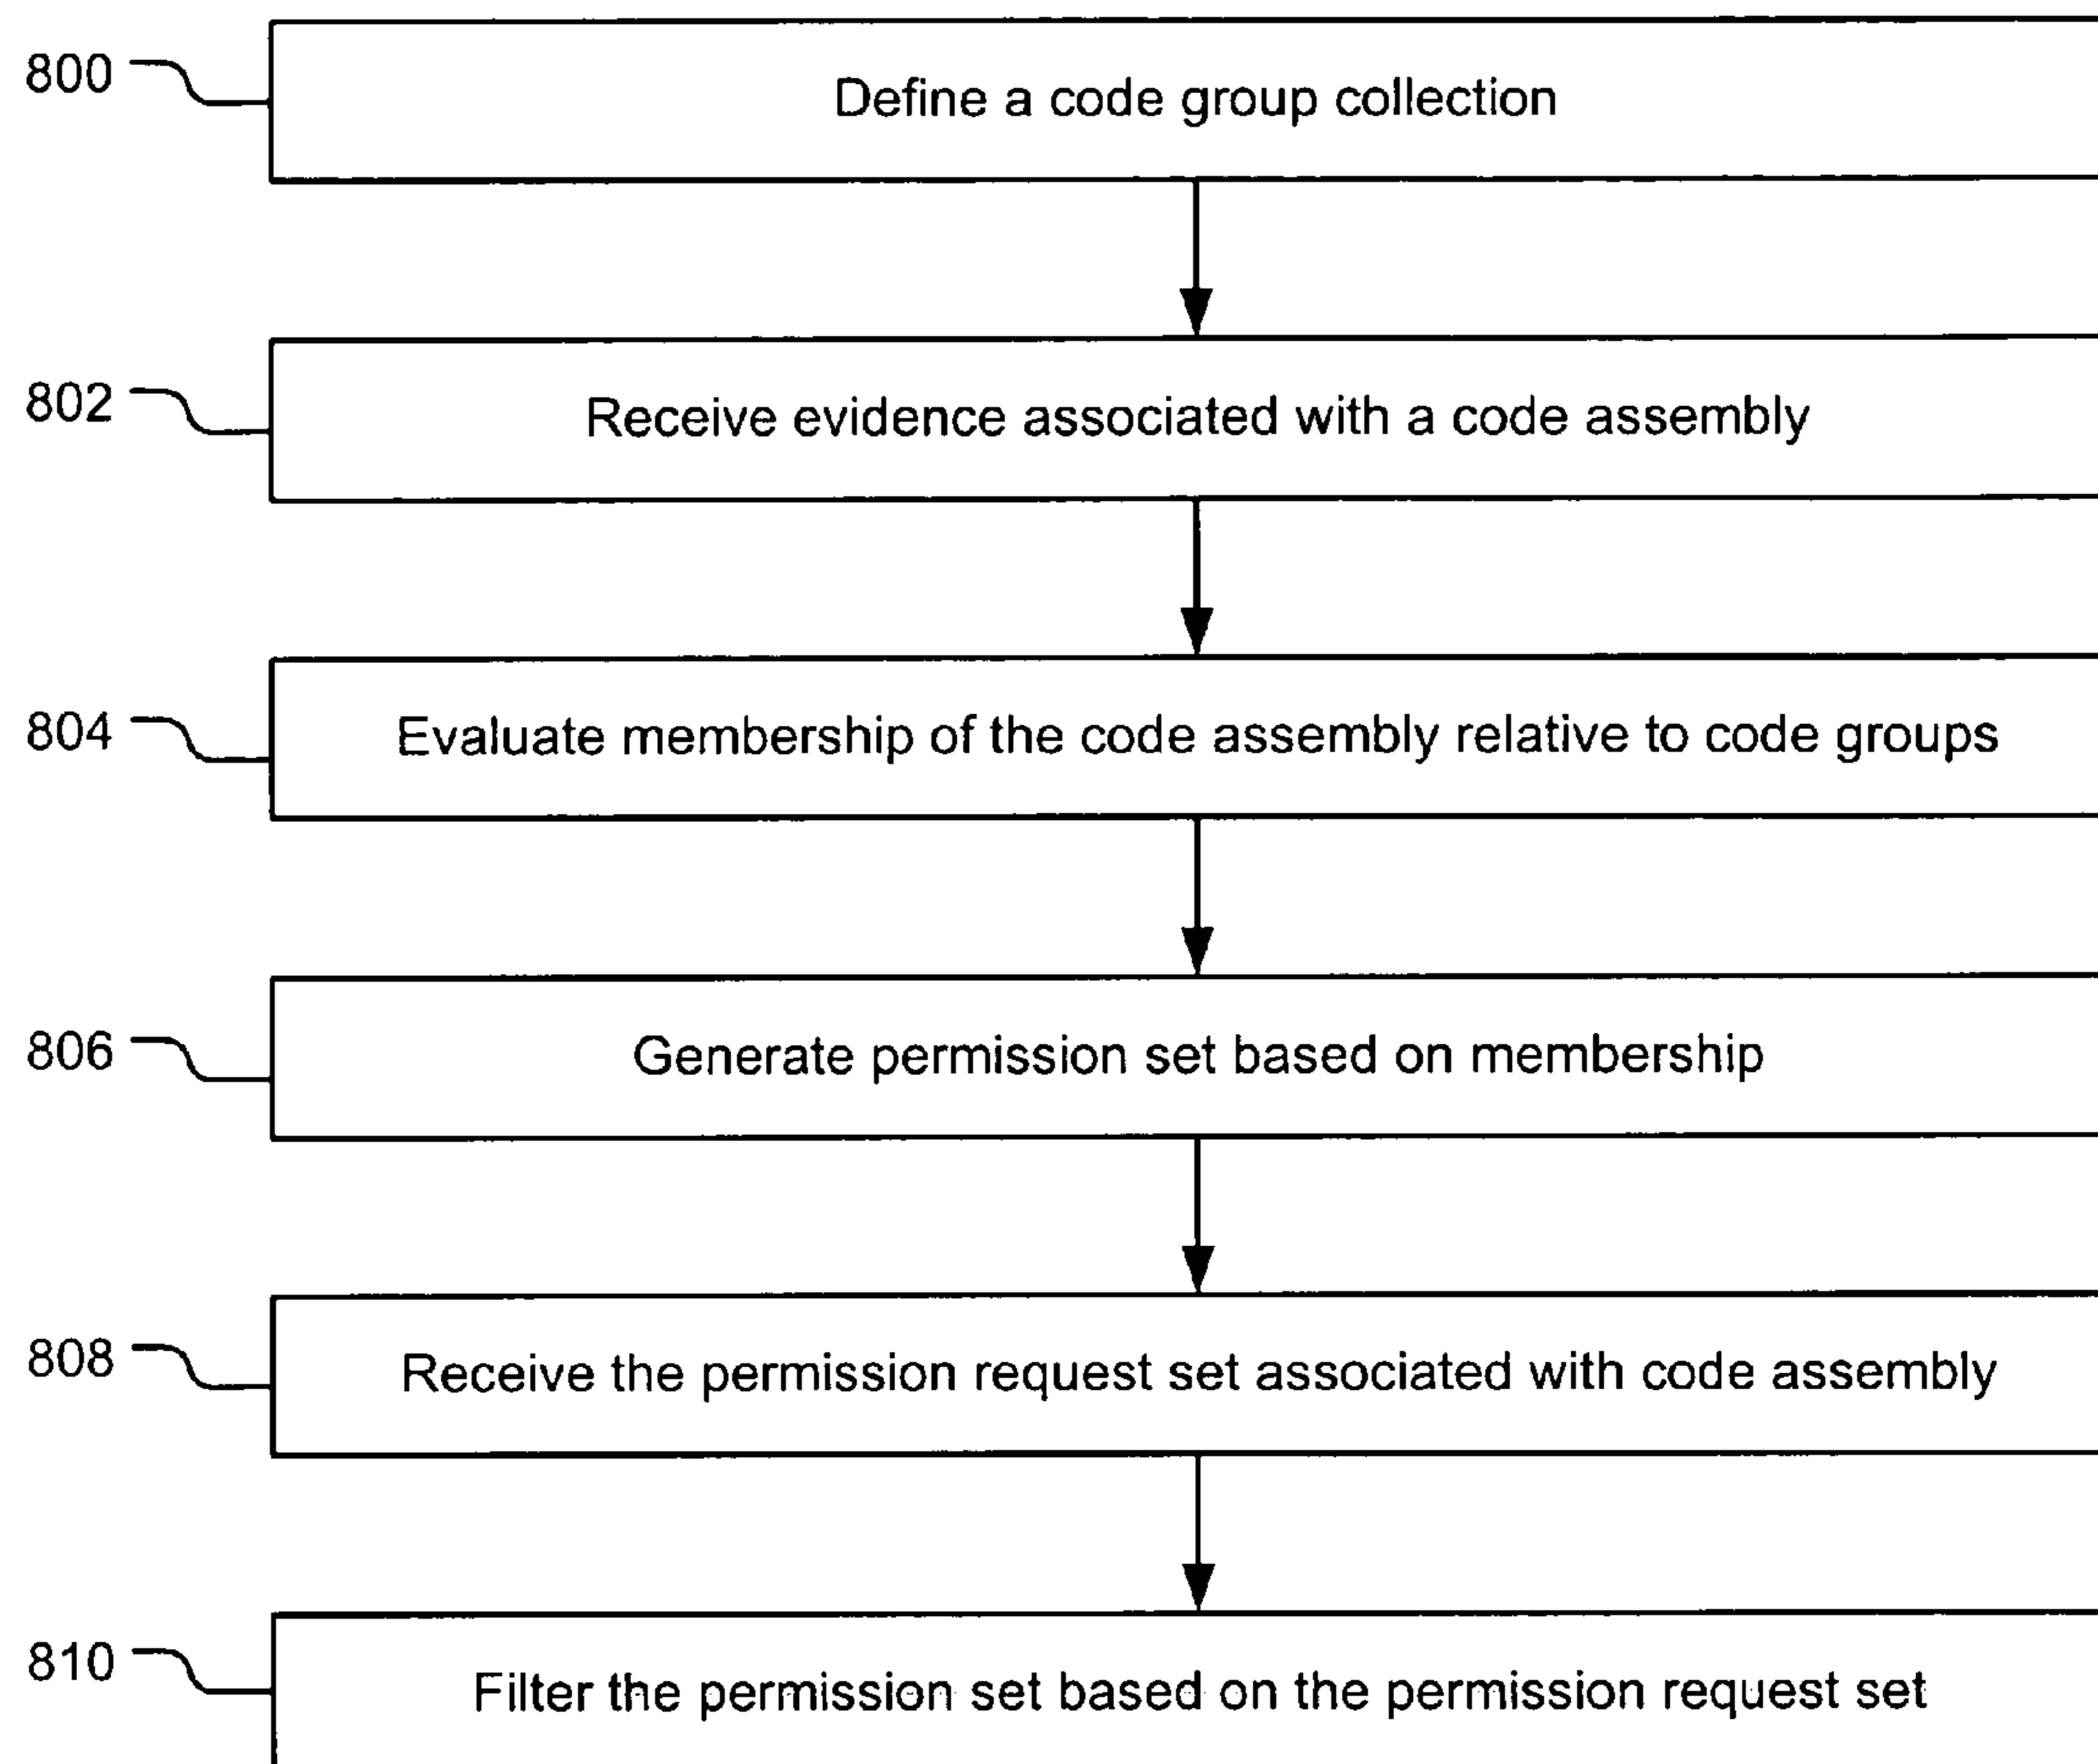 800
Define a code group collection
802
Receive evidence associated with a code assembly
804
Evaluate membership of the code assembly relative to code groups
806
Generate permission set based on membership
808
Receive the permission request set associated with code assembly
810
Filter the permission set based on the permission request set